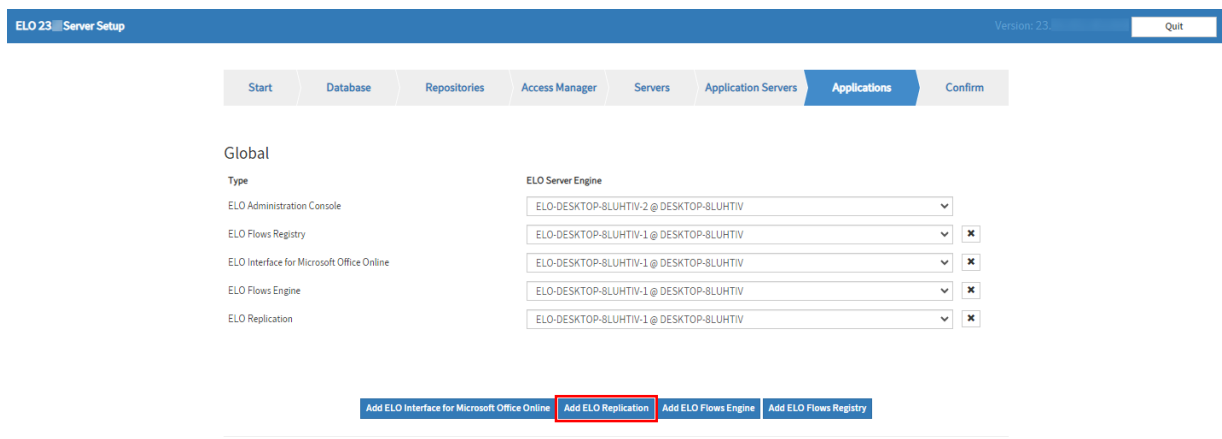 ELO 23 Server Setup
Version: 23.
Quit
Start
Database
Repositories
Access Manager
Servers
Application Servers
Applications
Confirm
Global
Type
ELO Server Engine
ELO Administration Console
ELO-DESKTOP-8LUHTIV-2 @ DESKTOP-8LUHTIV
ELO Flows Registry
ELO-DESKTOP-8LUHTIV-1 @ DESKTOP-8LUHTIV
ELO Interface for Microsoft Office Online
ELO-DESKTOP-8LUHTIV-1 @ DESKTOP-8LUHTIV
ELO Flows Engine
ELO-DESKTOP-8LUHTIV-1 @ DESKTOP-8LUHTIV
ELO Replication
ELO-DESKTOP-8LUHTIV-1 @ DESKTOP-8LUHTIV
Add ELO Interface for Microsoft Office Online
Add ELO Replication
Add ELO Flows Engine
Add ELO Flows Registry